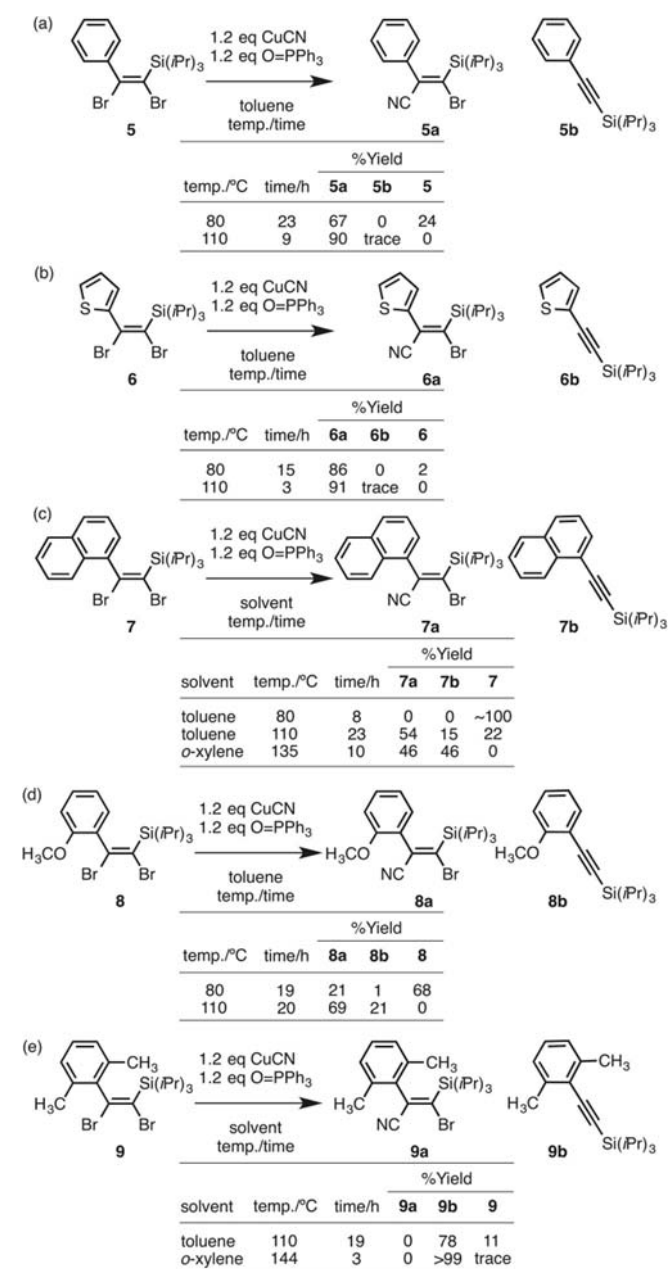 (a)
Si(iPr)3
Br
Br
5
1.2 eq CuCN
1.2 eq O=PPh3
toluene
temp./time
Si(iPr)3
NC
Br
5a
Si(iPr)3
5b
%Yield
temp./ºC time/h 5a 5b 5
80 23 67 0 24
110 9 90 trace 0
(b)
S
Si(iPr)3
Br
Br
6
1.2 eq CuCN
1.2 eq O=PPh3
toluene
temp./time
S
Si(iPr)3
NC
Br
6a
S
Si(iPr)3
6b
%Yield
temp./ºC time/h 6a 6b 6
80 15 86 0 2
110 3 91 trace 0
(c)
Si(iPr)3
Br
Br
7
1.2 eq CuCN
1.2 eq O=PPh3
solvent
temp./time
Si(iPr)3
NC
Br
7a
Si(iPr)3
7b
%Yield
solvent temp./ºC time/h 7a 7b 7
toluene 80 8 0 0 ~100
toluene 110 23 54 15 22
o-xylene 135 10 46 46 0
(d)
Si(iPr)3
H3CO
Br
Br
8
1.2 eq CuCN
1.2 eq O=PPh3
toluene
temp./time
Si(iPr)3
H3CO
NC
Br
8a
H3CO
Si(iPr)3
8b
%Yield
temp./ºC time/h 8a 8b 8
80 19 21 1 68
110 20 69 21 0
(e)
CH3
Si(iPr)3
H3C
Br
Br
9
1.2 eq CuCN
1.2 eq O=PPh3
solvent
temp./time
CH3
Si(iPr)3
H3C
NC
Br
9a
CH3
H3C
Si(iPr)3
9b
%Yield
solvent temp./ºC time/h 9a 9b 9
toluene 110 19 0 78 11
o-xylene 144 3 0 >99 trace